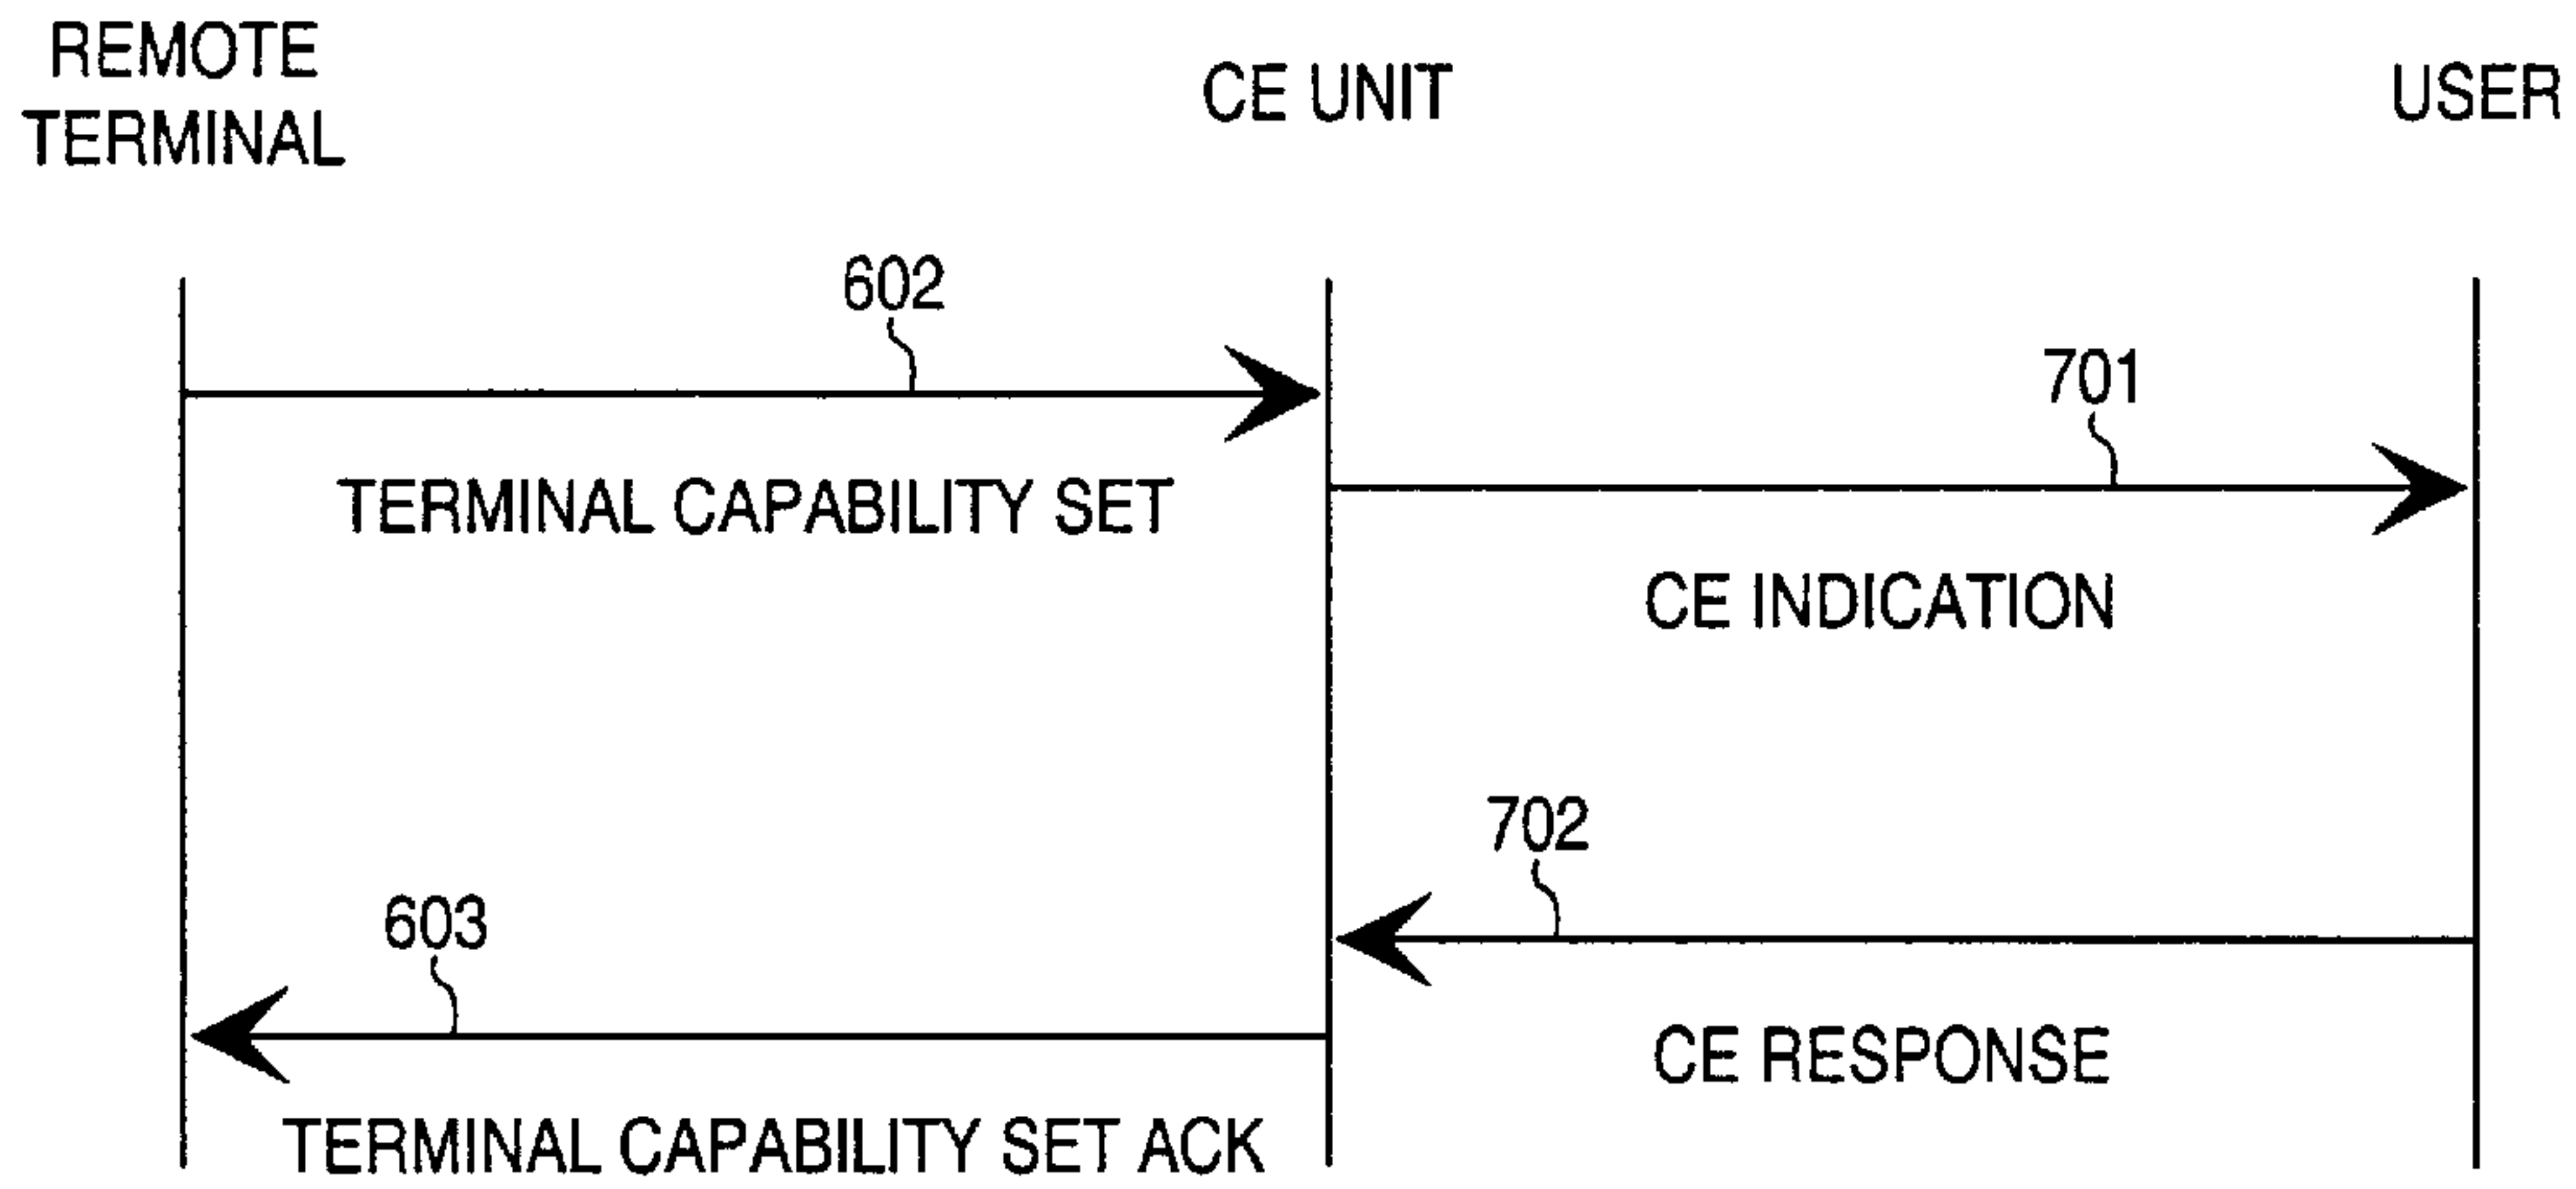 REMOTE
TERMINAL
CE UNIT
USER
602
701
TERMINAL CAPABILITY SET
CE INDICATION
702
603
CE RESPONSE
TERMINAL CAPABILITY SET ACK